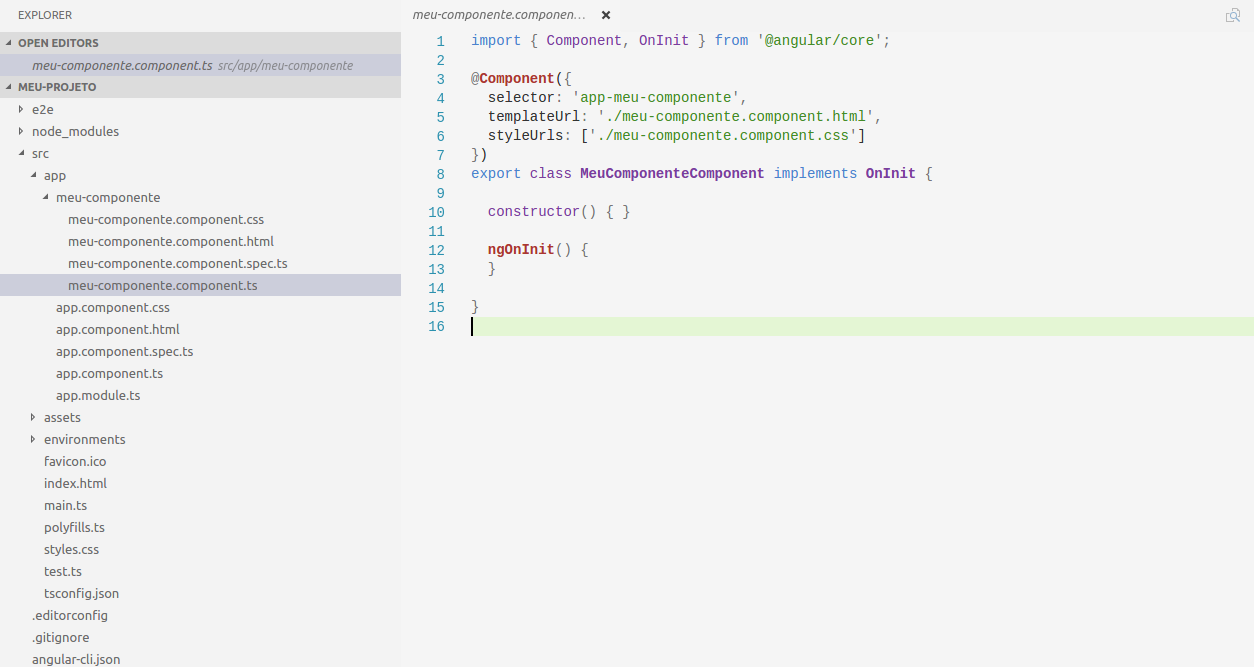 EXPLORER
OPEN EDITORS
meu-componente.component.ts src/app/meu-componente
MEU-PROJETO
e2e
node_modules
src
app
meu-componente
meu-componente.component.css
meu-componente.component.html
meu-componente.component.spec.ts
meu-componente.component.ts
app.component.css
app.component.html
app.component.spec.ts
app.component.ts
app.module.ts
assets
environments
favicon.ico
index.html
main.ts
polyfills.ts
styles.css
test.ts
tsconfig.json
.editorconfig
.gitignore
angular-cli.json
meu-componente.componen...
1 import { Component, OnInit } from '@angular/core';
2
3 @Component({
4   selector: 'app-meu-componente',
5   templateUrl: './meu-componente.component.html',
6   styleUrls: ['./meu-componente.component.css']
7 })
8 export class MeuComponenteComponent implements OnInit {
9
10   constructor() { }
11
12   ngOnInit() {
13   }
14
15 }
16